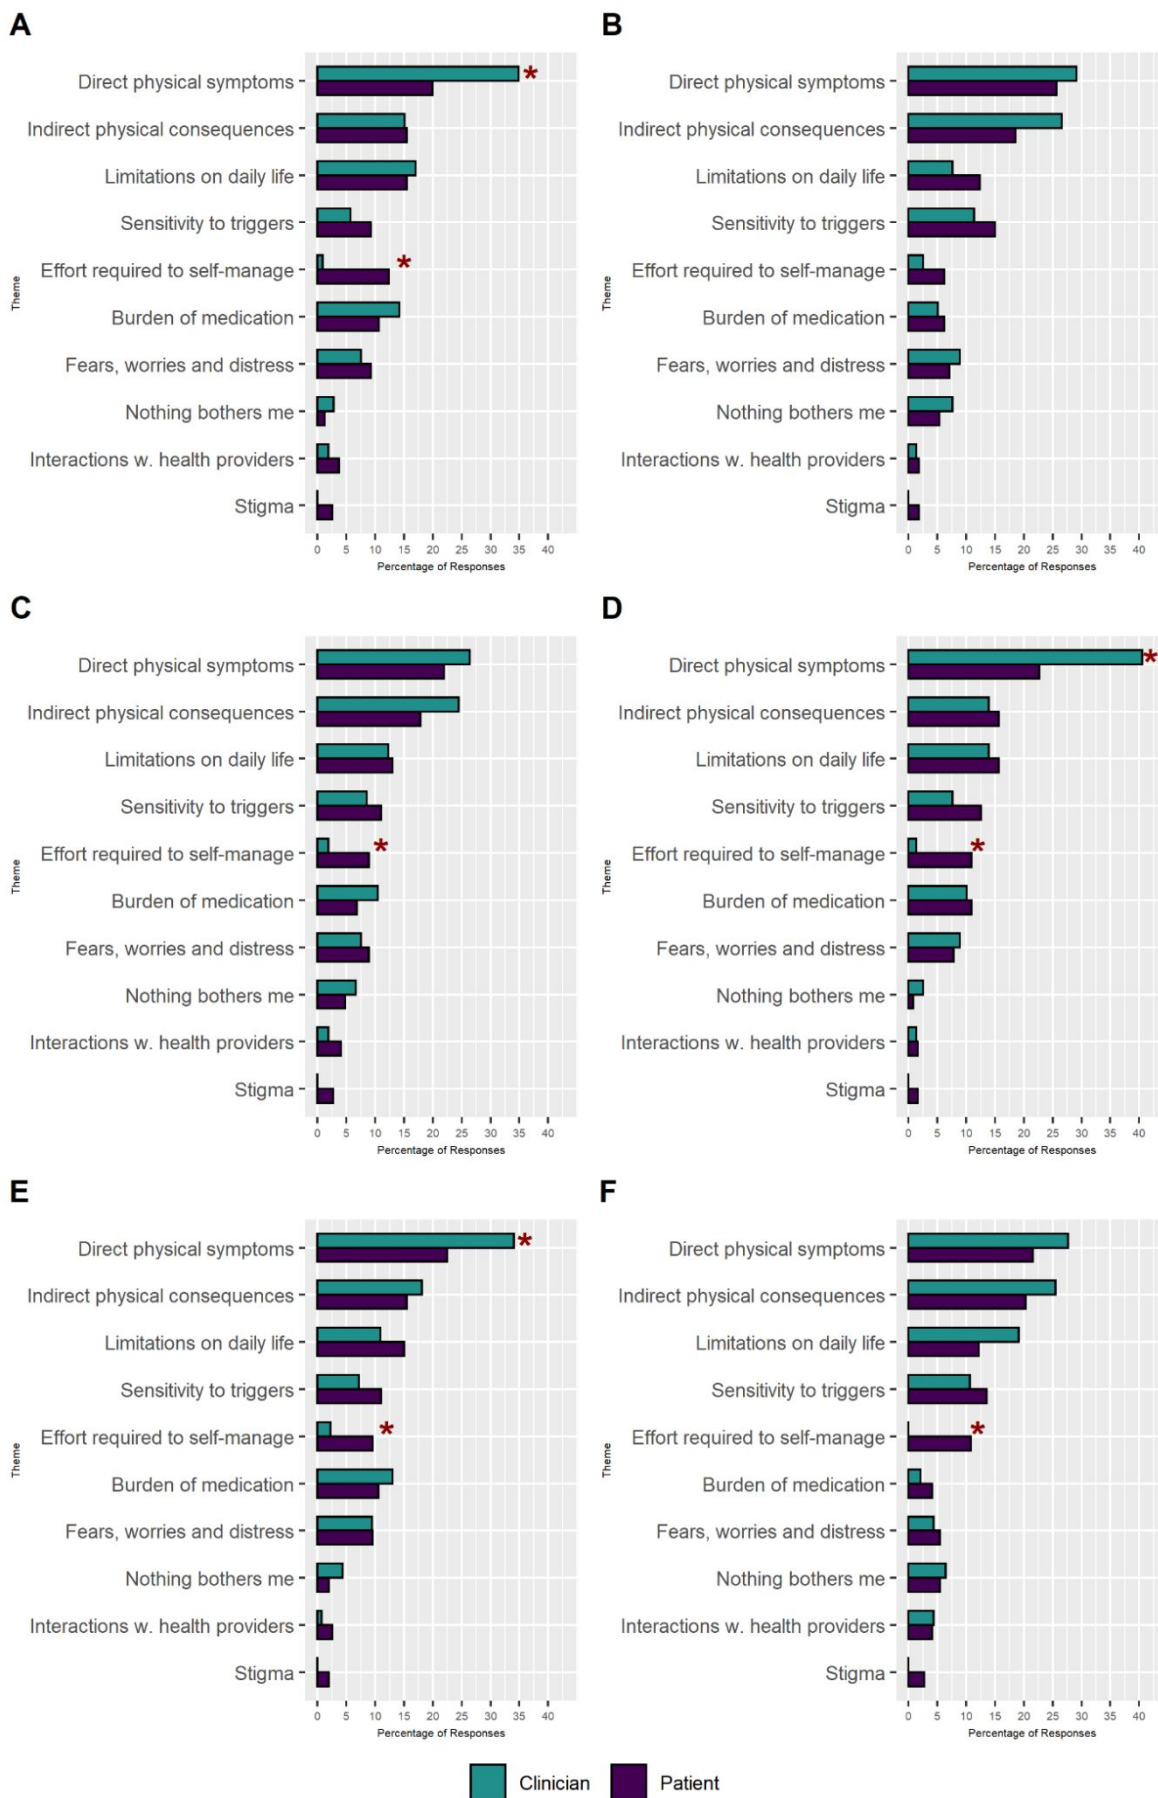 A
Direct physical symptoms
*
Indirect physical consequences
Limitations on daily life
Sensitivity to triggers
Effort required to self-manage
*
Burden of medication
Fears, worries and distress
Nothing bothers me
Interactions w. health providers
Stigma
Theme
0 5 10 15 20 25 30 35 40
Percentage of Responses
B
Direct physical symptoms
Indirect physical consequences
Limitations on daily life
Sensitivity to triggers
Effort required to self-manage
Burden of medication
Fears, worries and distress
Nothing bothers me
Interactions w. health providers
Stigma
Theme
0 5 10 15 20 25 30 35 40
Percentage of Responses
C
Direct physical symptoms
Indirect physical consequences
Limitations on daily life
Sensitivity to triggers
Effort required to self-manage
*
Burden of medication
Fears, worries and distress
Nothing bothers me
Interactions w. health providers
Stigma
Theme
0 5 10 15 20 25 30 35 40
Percentage of Responses
D
Direct physical symptoms
*
Indirect physical consequences
Limitations on daily life
Sensitivity to triggers
Effort required to self-manage
*
Burden of medication
Fears, worries and distress
Nothing bothers me
Interactions w. health providers
Stigma
Theme
0 5 10 15 20 25 30 35 40
Percentage of Responses
E
Direct physical symptoms
*
Indirect physical consequences
Limitations on daily life
Sensitivity to triggers
Effort required to self-manage
*
Burden of medication
Fears, worries and distress
Nothing bothers me
Interactions w. health providers
Stigma
Theme
0 5 10 15 20 25 30 35 40
Percentage of Responses
F
Direct physical symptoms
Indirect physical consequences
Limitations on daily life
Sensitivity to triggers
Effort required to self-manage
*
Burden of medication
Fears, worries and distress
Nothing bothers me
Interactions w. health providers
Stigma
Theme
0 5 10 15 20 25 30 35 40
Percentage of Responses
Clinician Patient